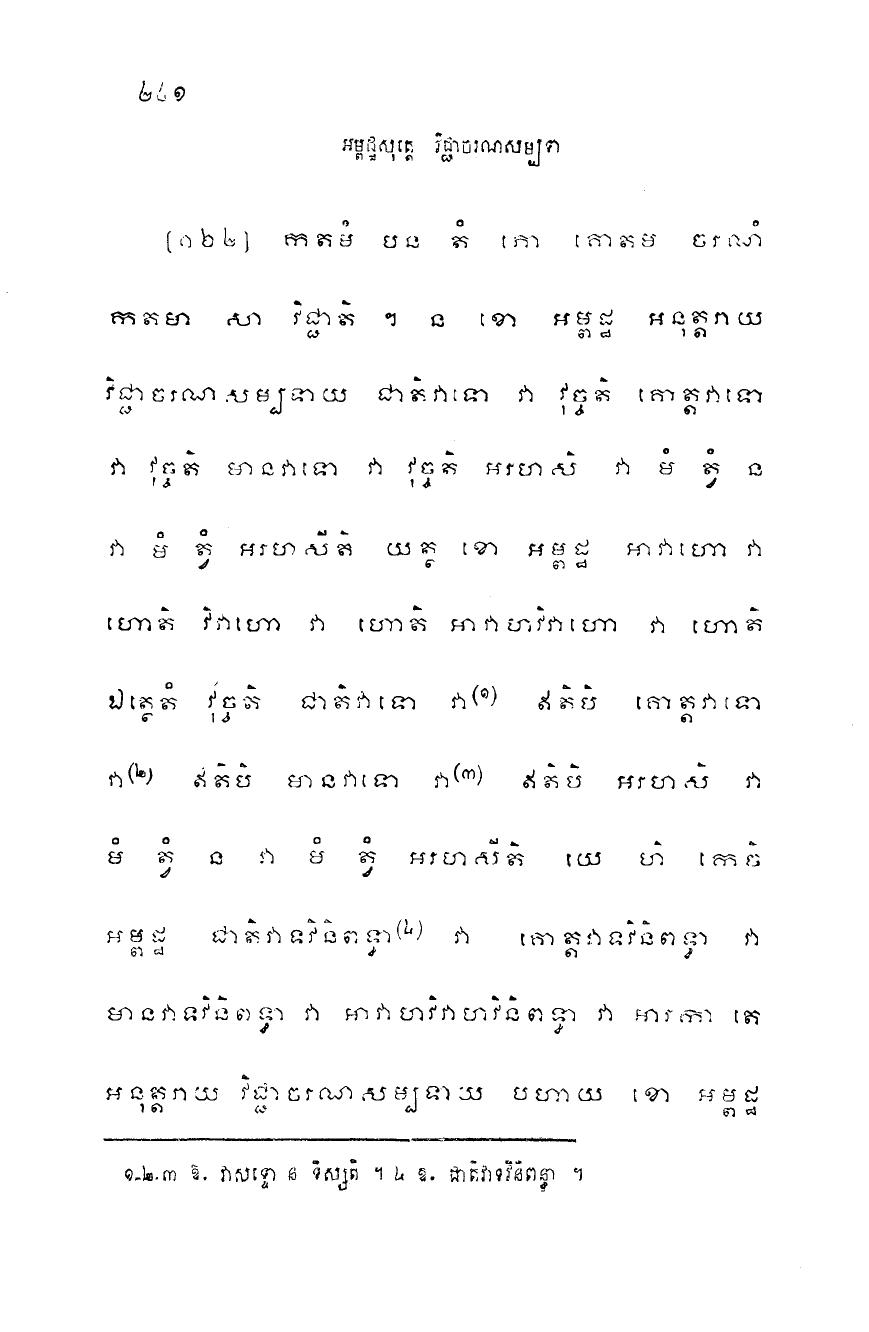 ២៤១
អម្ពដ្ឋសុត្តេ វិជ្ជាចរណសម្បទា
[១២៤] កតមំ បន តំ ភោ គោតម ចរណំ
កតមា សា វិជ្ជាតិ ។ ន ខោ អម្ពដ្ឋ អនុត្តរាយ
វិជ្ជាចរណសម្បទាយ ជាតិវាទោ វា វុច្ចតិ គោត្តវាទោ
វា វុច្ចតិ មានវាទោ វា វុច្ចតិ អរហសិ វា មំ ត្វំ ន
វា មំ ត្វំ អរហសីតិ យត្ថ ខោ អម្ពដ្ឋ អាវាហោ វា
ហោតិ វិវាហោ វា ហោតិ អាវាហវិវាហោ វា ហោតិ
ឯត្ថេតំ វុច្ចតិ ជាតិវាទោ វា(១) ឥតិបិ គោត្តវាទោ
វា(២) ឥតិបិ មានវាទោ វា(៣) ឥតិបិ អរហសិ វា
មំ ត្វំ ន វា មំ ត្វំ អរហសីតិ យេ ហិ កេចិ
អម្ពដ្ឋ ជាតិវាទវិនិពទ្ធា(៤) វា គោត្តវាទវិនិពទ្ធា វា
មានវាទវិនិពទ្ធា វា អាវាហវិវាហវិនិពទ្ធា វា អារកា តេ
អនុត្តរាយ វិជ្ជាចរណសម្បទាយ បហាយ ខោ អម្ពដ្ឋ
១-២.៣ ឱ. វាសទ្ទោ ន ទិស្សតិ ។ ៤ ឱ. ជាតិវាទវិនិពន្ធា ។